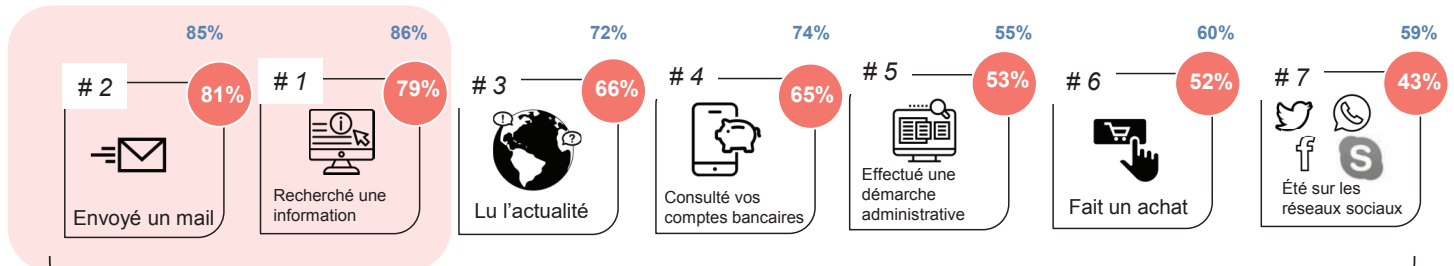 85%
86%
72%
74%
55%
60%
59%
# 2
81%
# 1
79%
# 3
66%
# 4
65%
# 5
53%
# 6
52%
# 7
43%
Envoyé un mail
Recherché une
information
Lu l'actualité
Consulté vos
comptes bancaires
Effectué une
démarche
administrative
Fait un achat
Été sur les
réseaux sociaux